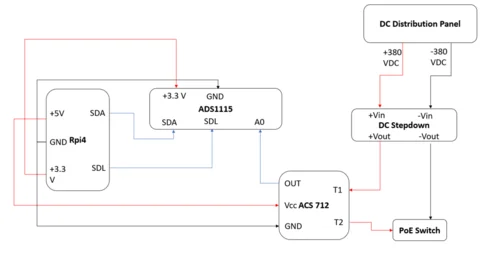 DC Distribution Panel
+380
VDC
-380
VDC
+3.3 V
GND
ADS1115
SDA
SDL
A0
+5V
SDA
GND
Rpi4
+3.3
V
SDL
+Vin
-Vin
DC Stepdown
+Vout
-Vout
OUT
T1
Vcc
ACS 712
GND
T2
PoE Switch